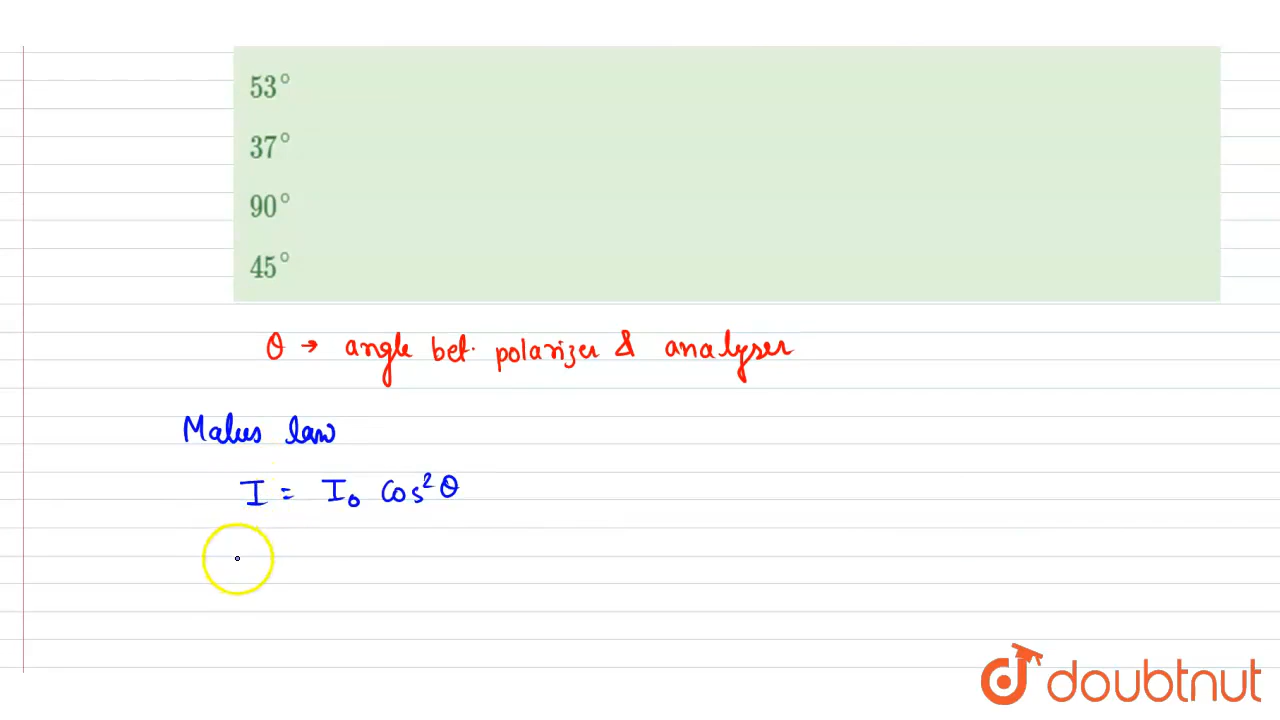 53°
37°
90°
45°
θ → angle bet. polarizer & analyser
Malus law
I = I₀ Cos²θ
doubtnut